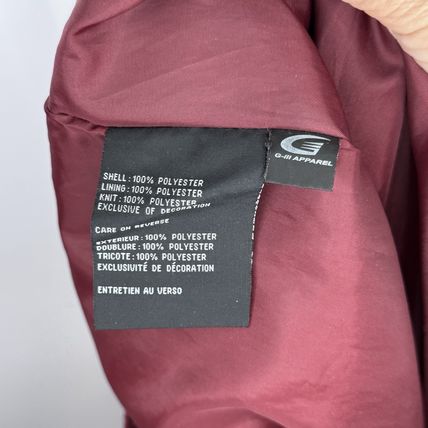 SHELL: 100% POLYESTER
LINING: 100% POLYESTER
KNIT: 100% POLYESTER
EXCLUSIVE OF DECORATION
CARE ON REVERSE
EXTERIEUR: 100% POLYESTER
DOUBLURE: 100% POLYESTER
TRICOTE: 100% POLYESTER
EXCLUSIVITÉ DE DÉCORATION
ENTRETIEN AU VERSO
G-III APPAREL